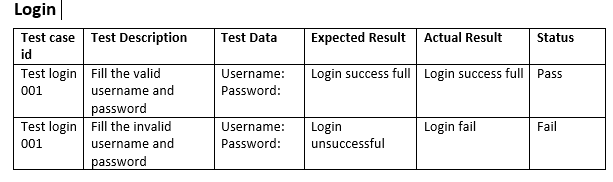 Login
Test case id Test Description Test Data Expected Result Actual Result Status
Test login 001 Fill the valid username and password Username: Password: Login success full Login success full Pass
Test login 001 Fill the invalid username and password Username: Password: Login unsuccessful Login fail Fail